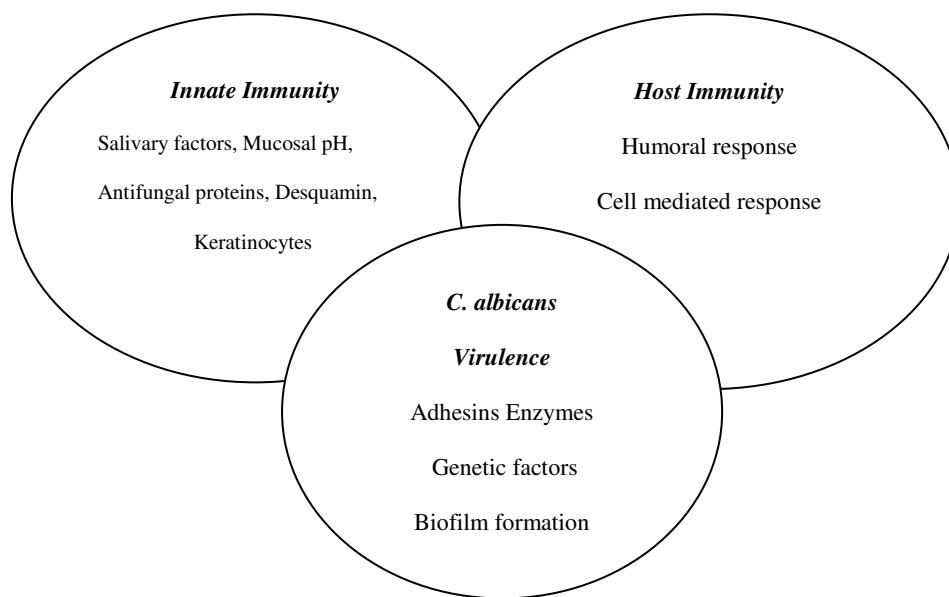 Innate Immunity
Salivary factors, Mucosal pH,
Antifungal proteins, Desquamin,
Keratinocytes
Host Immunity
Humoral response
Cell mediated response
C. albicans
Virulence
Adhesins Enzymes
Genetic factors
Biofilm formation